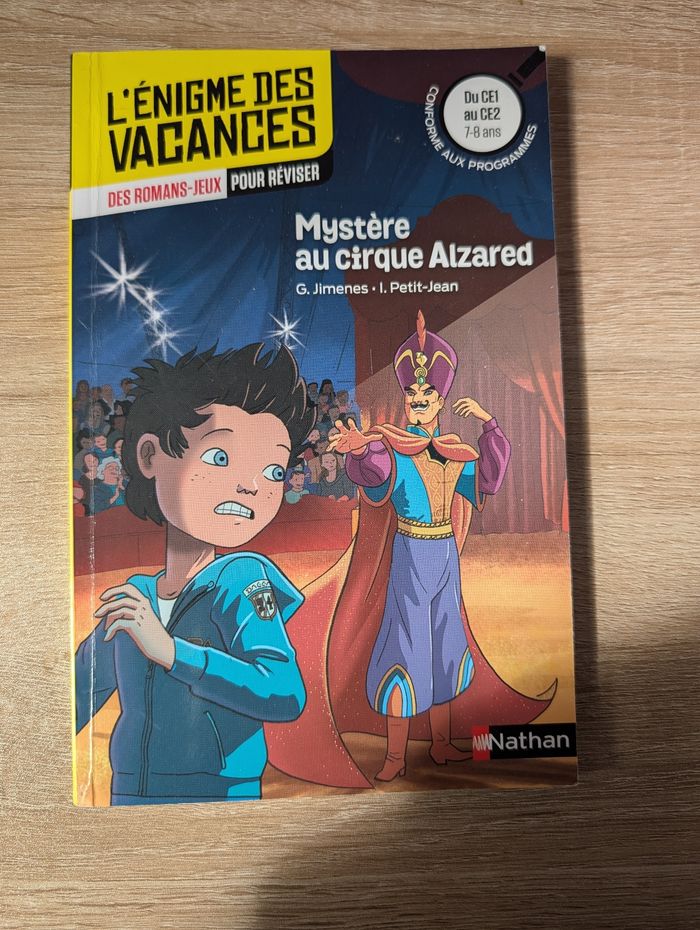 L'ÉNIGME DES
VACANCES
DES ROMANS-JEUX POUR RÉVISER
Du CE1
au CE2
7-8 ans
CONFORME AUX PROGRAMMES
Mystère
au cirque Alzared
G. Jimenes • I. Petit-Jean
Nathan